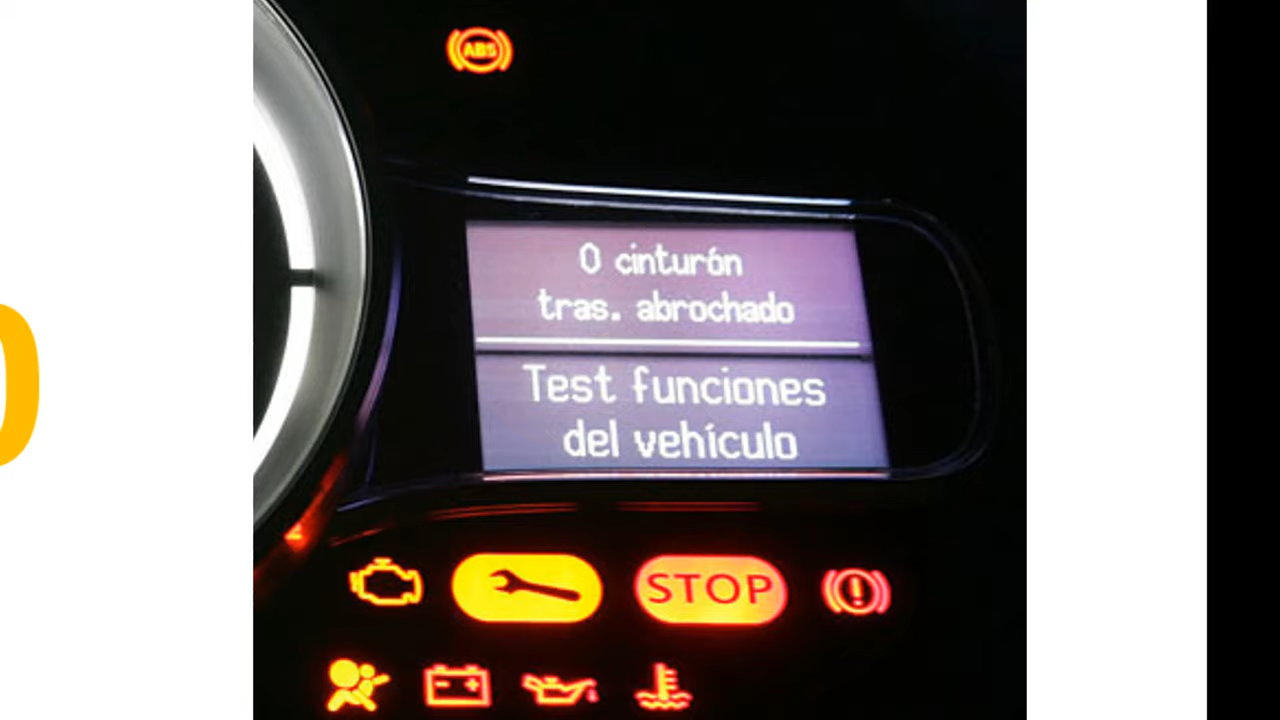 ABS
0 cinturón
tras. abrochado
Test funciones
del vehículo
STOP